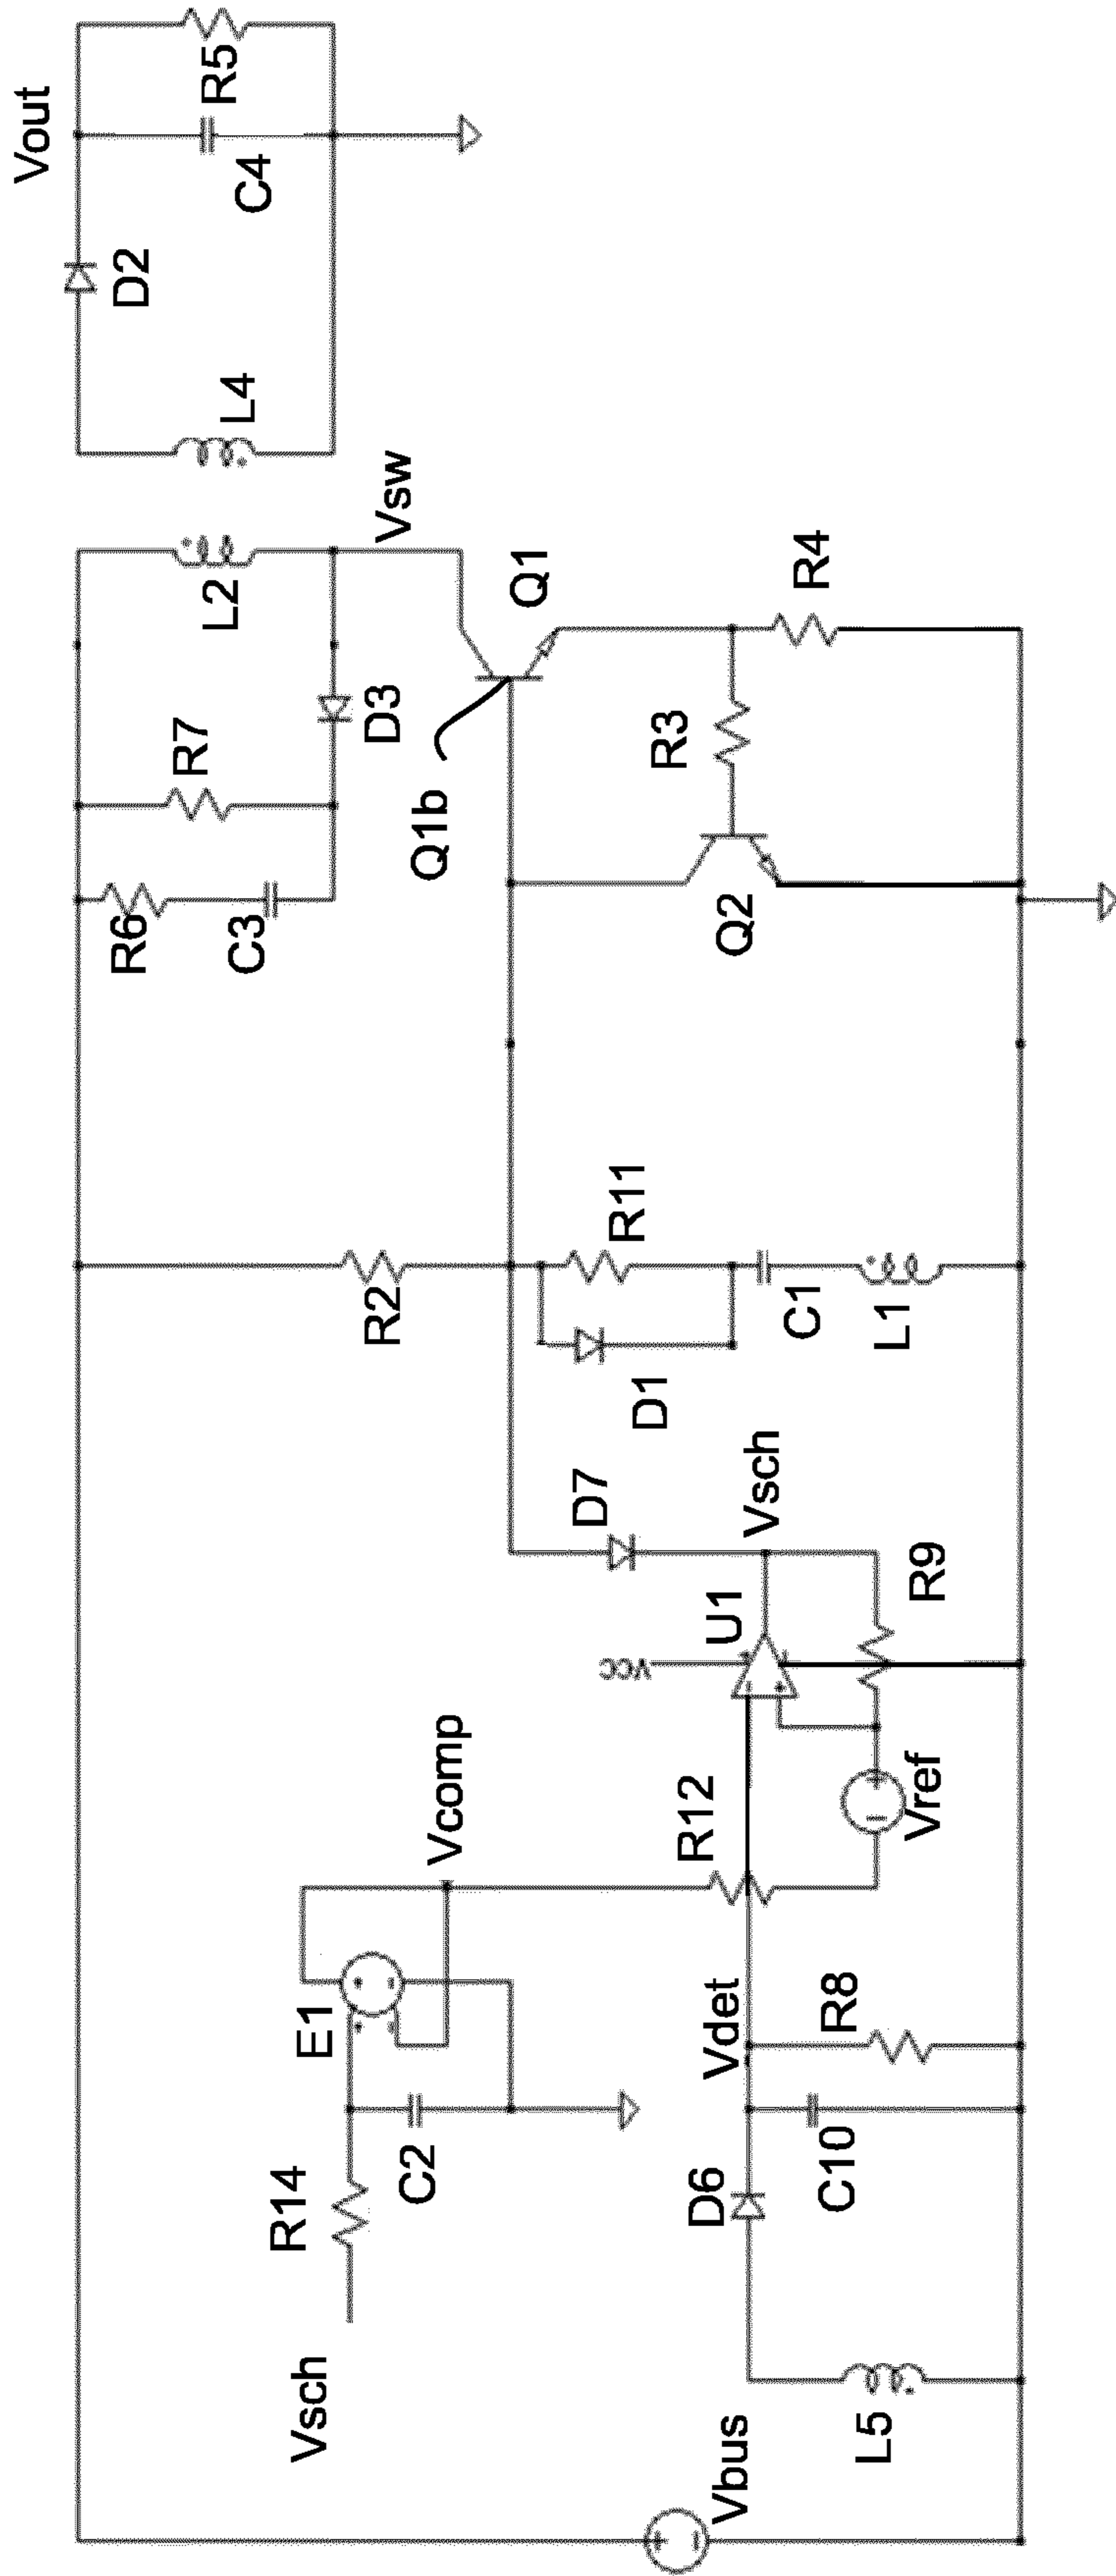 Vout
R5
C4
D2
L4
L2
Vsw
R7
D3
R6
C3
Q1b
Q1
R4
R3
Q2
R2
R11
D1
C1
L1
D7
Vsch
U1
VCC
R9
Vcomp
R12
Vref
E1
Vdet
R8
R14
C2
D6
C10
Vsch
Vbus
L5